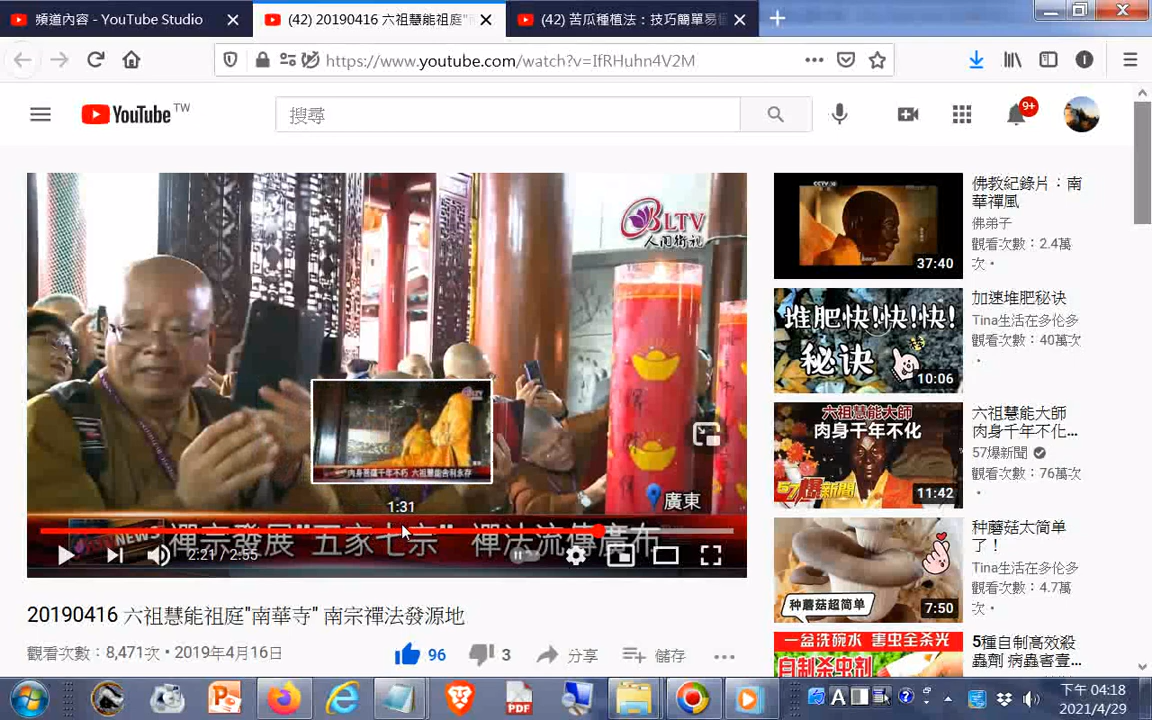 頻道內容 - YouTube Studio
(42) 20190416 六祖慧能祖庭"
(42) 苦瓜種植法：技巧簡單易
https://www.youtube.com/watch?v=IfRHuhn4V2M
YouTube TW
搜尋
9+
BLTV
人間衛視
廣東
肉身菩薩千年不朽 六祖慧能舍利永存
1:31
NEWS
禪宗發展"五家七宗" 禪法流傳廣布
2:21 / 2:55
20190416 六祖慧能祖庭"南華寺" 南宗禪法發源地
觀看次數：8,471次・2019年4月16日
96
3
分享
儲存
佛教紀錄片：南
華禪風
佛弟子
觀看次數：2.4萬
次・
37:40
堆肥快!快!快!
秘诀
10:06
加速堆肥秘诀
Tina生活在多伦多
觀看次數：40萬次
・
六祖慧能大師
肉身千年不化
57爆新聞
11:42
六祖慧能大師
肉身千年不化...
57爆新聞
觀看次數：76萬次
・
种蘑菇超简单
7:50
种蘑菇太简单
了！
Tina生活在多伦多
觀看次數：4.7萬
次・
一盆洗碗水 害虫全杀光
自制杀虫剂
5種自制高效殺
蟲劑 病蟲害壹...
PDF
A
下午 04:18
2021/4/29